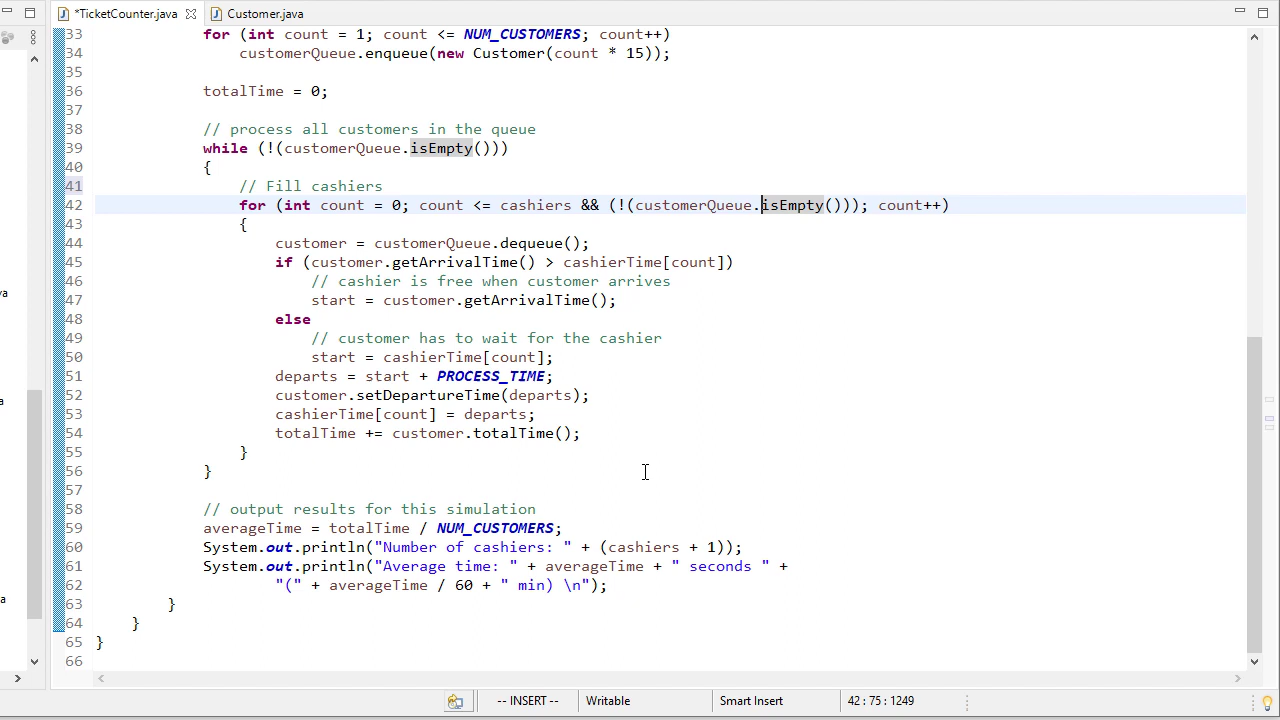 *TicketCounter.java
Customer.java
33 for (int count = 1; count <= NUM_CUSTOMERS; count++)
34 customerQueue.enqueue(new Customer(count * 15));
35
36 totalTime = 0;
37
38 // process all customers in the queue
39 while (!(customerQueue.isEmpty()))
40 {
41 // Fill cashiers
42 for (int count = 0; count <= cashiers && (!(customerQueue.isEmpty())); count++)
43 {
44 customer = customerQueue.dequeue();
45 if (customer.getArrivalTime() > cashierTime[count])
46 // cashier is free when customer arrives
47 start = customer.getArrivalTime();
48 else
49 // customer has to wait for the cashier
50 start = cashierTime[count];
51 departs = start + PROCESS_TIME;
52 customer.setDepartureTime(departs);
53 cashierTime[count] = departs;
54 totalTime += customer.totalTime();
55 }
56 }
57
58 // output results for this simulation
59 averageTime = totalTime / NUM_CUSTOMERS;
60 System.out.println("Number of cashiers: " + (cashiers + 1));
61 System.out.println("Average time: " + averageTime + " seconds " +
62 "(" + averageTime / 60 + " min) \n");
63 }
64 }
65 }
66
-- INSERT -- Writable Smart Insert 42 : 75 : 1249